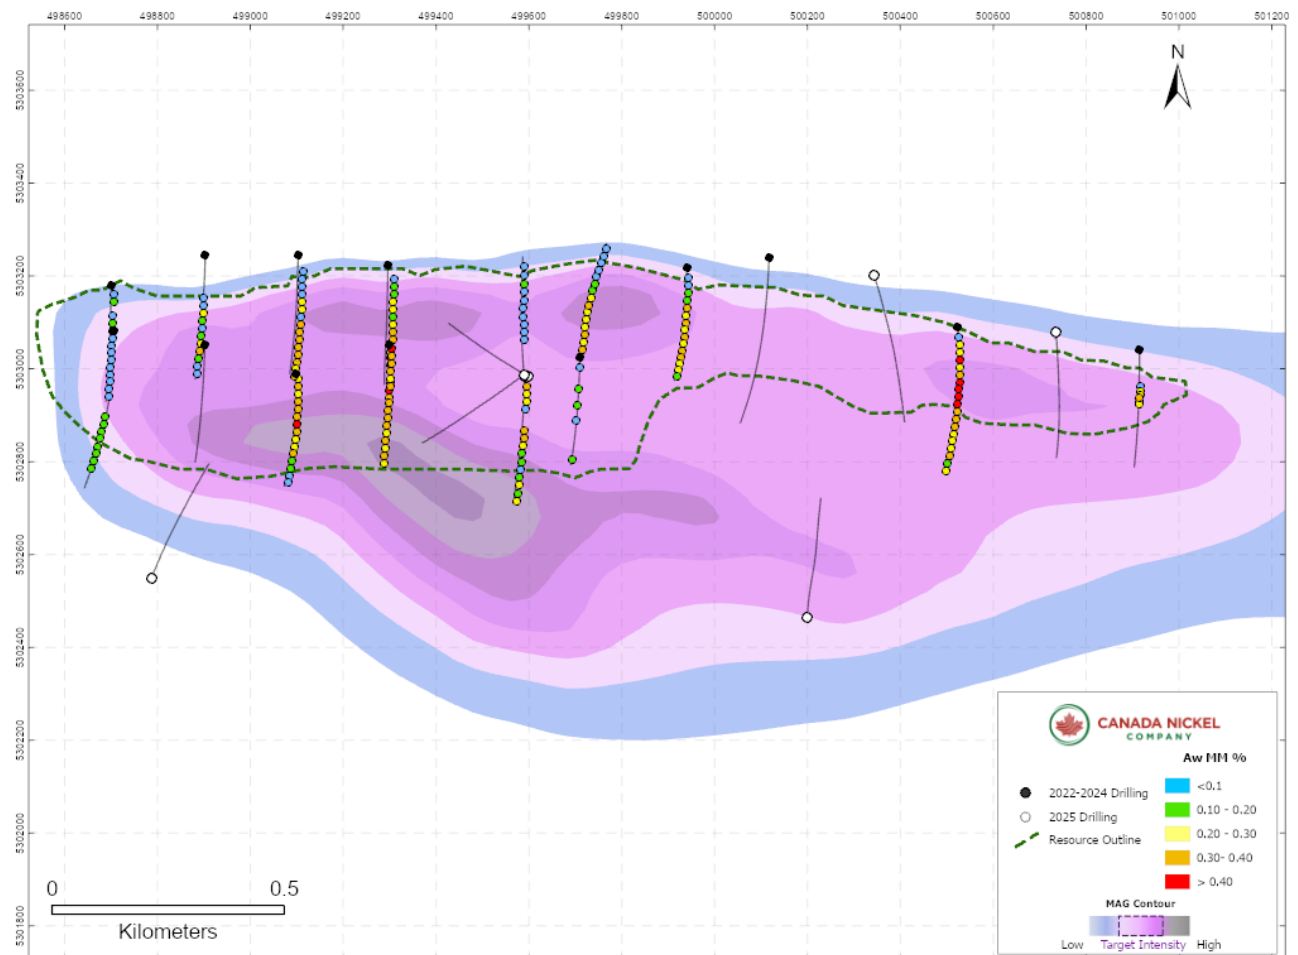 498600 498800 499000 499200 499400 499600 499800 500000 500200 500400 500600 500800 501000 501200
5303600
5303400
5303200
5303000
5302800
5302600
5302400
5302200
5302000
5301800
N
0 0.5
Kilometers
CANADA NICKEL
COMPANY
Aw MM %
2022-2024 Drilling
2025 Drilling
Resource Outline
<0.1
0.10 - 0.20
0.20 - 0.30
0.30- 0.40
> 0.40
MAG Contour
Low Target Intensity High